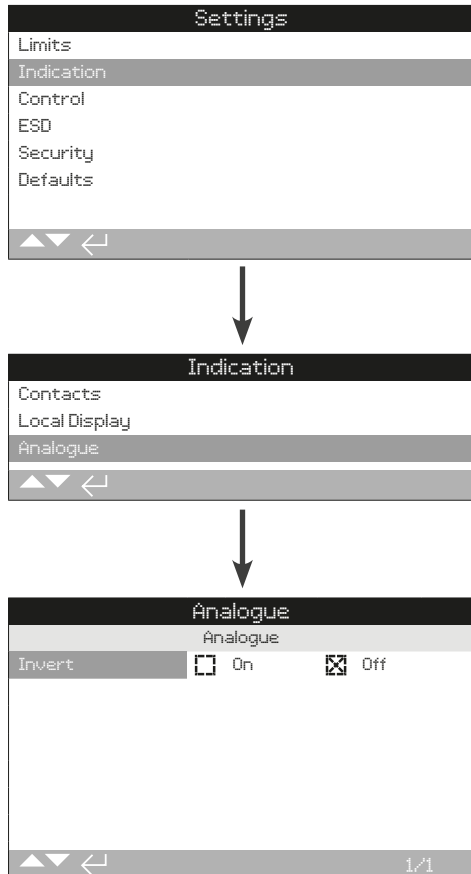 Settings
Limits
Indication
Control
ESD
Security
Defaults
Indication
Contacts
Local Display
Analogue
Analogue
Analogue
Invert On Off
1/1